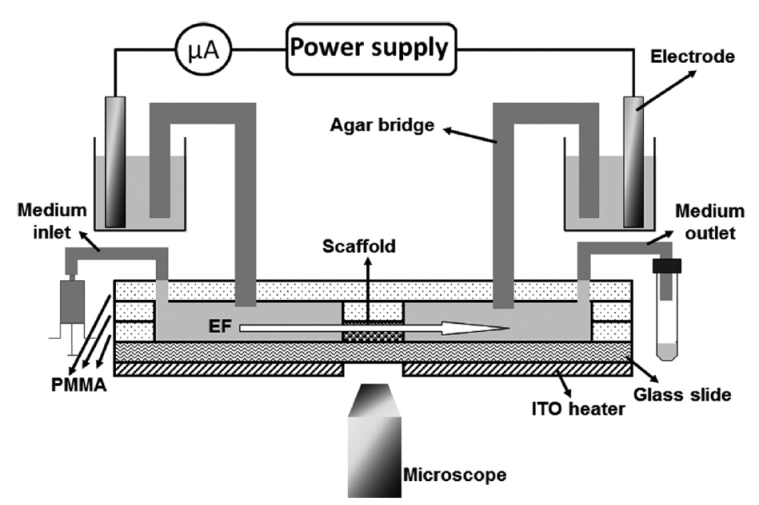 μA
Power supply
Electrode
Agar bridge
Medium
inlet
Medium
outlet
Scaffold
EF
PMMA
Glass slide
ITO heater
Microscope